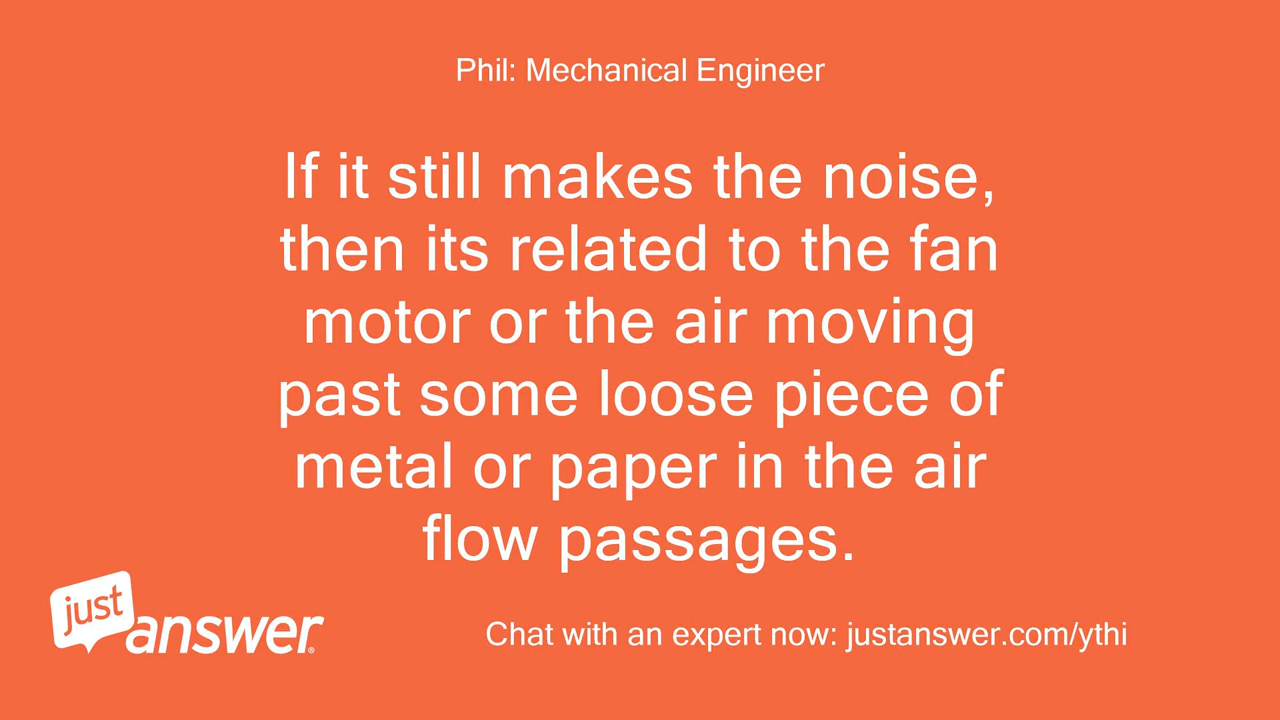 Phil: Mechanical Engineer
If it still makes the noise,
then its related to the fan
motor or the air moving
past some loose piece of
metal or paper in the air
flow passages.
just
answer®
Chat with an expert now: justanswer.com/ythi